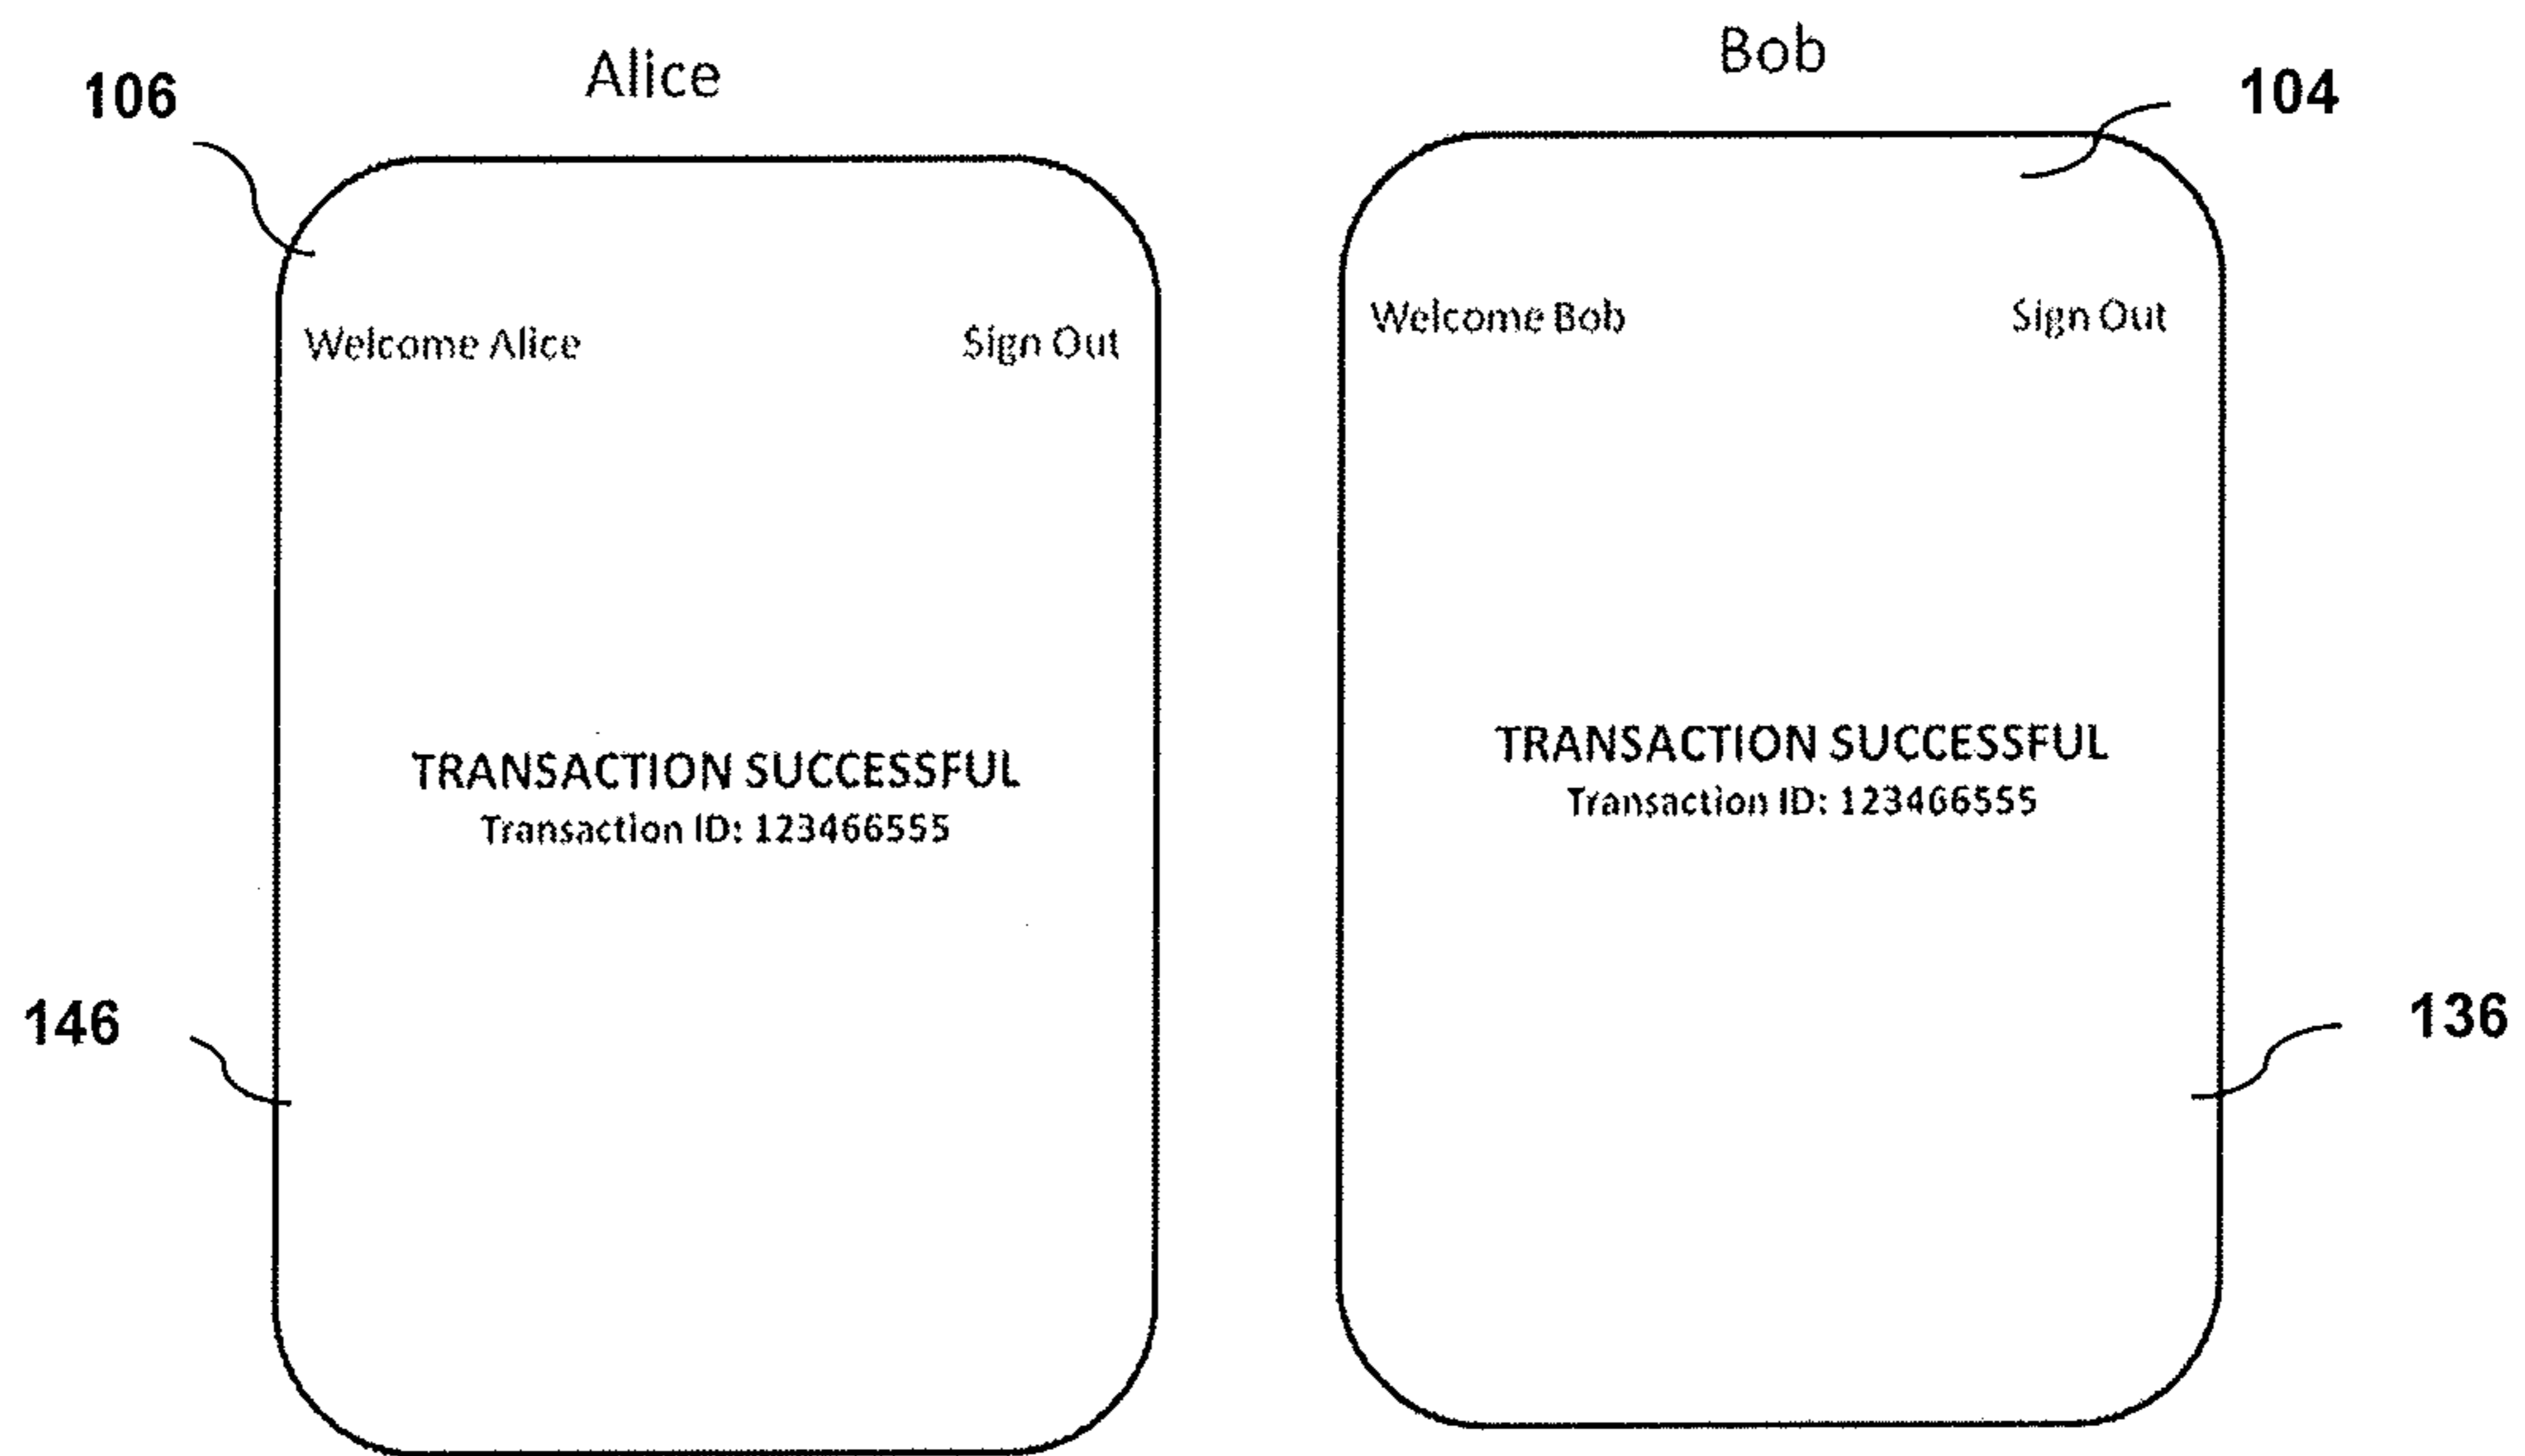 Alice
Bob
106
104
Welcome Alice
Sign Out
Welcome Bob
Sign Out
TRANSACTION SUCCESSFUL
Transaction ID: 123466555
TRANSACTION SUCCESSFUL
Transaction ID: 123466555
146
136